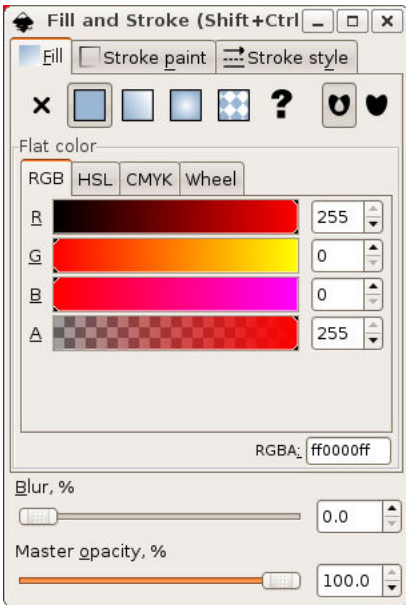 Fill and Stroke (Shift+Ctrl
Fill Stroke paint Stroke style
?
Flat color
RGB HSL CMYK Wheel
R 255
G 0
B 0
A 255
RGBA: ff0000ff
Blur, %
0.0
Master opacity, %
100.0